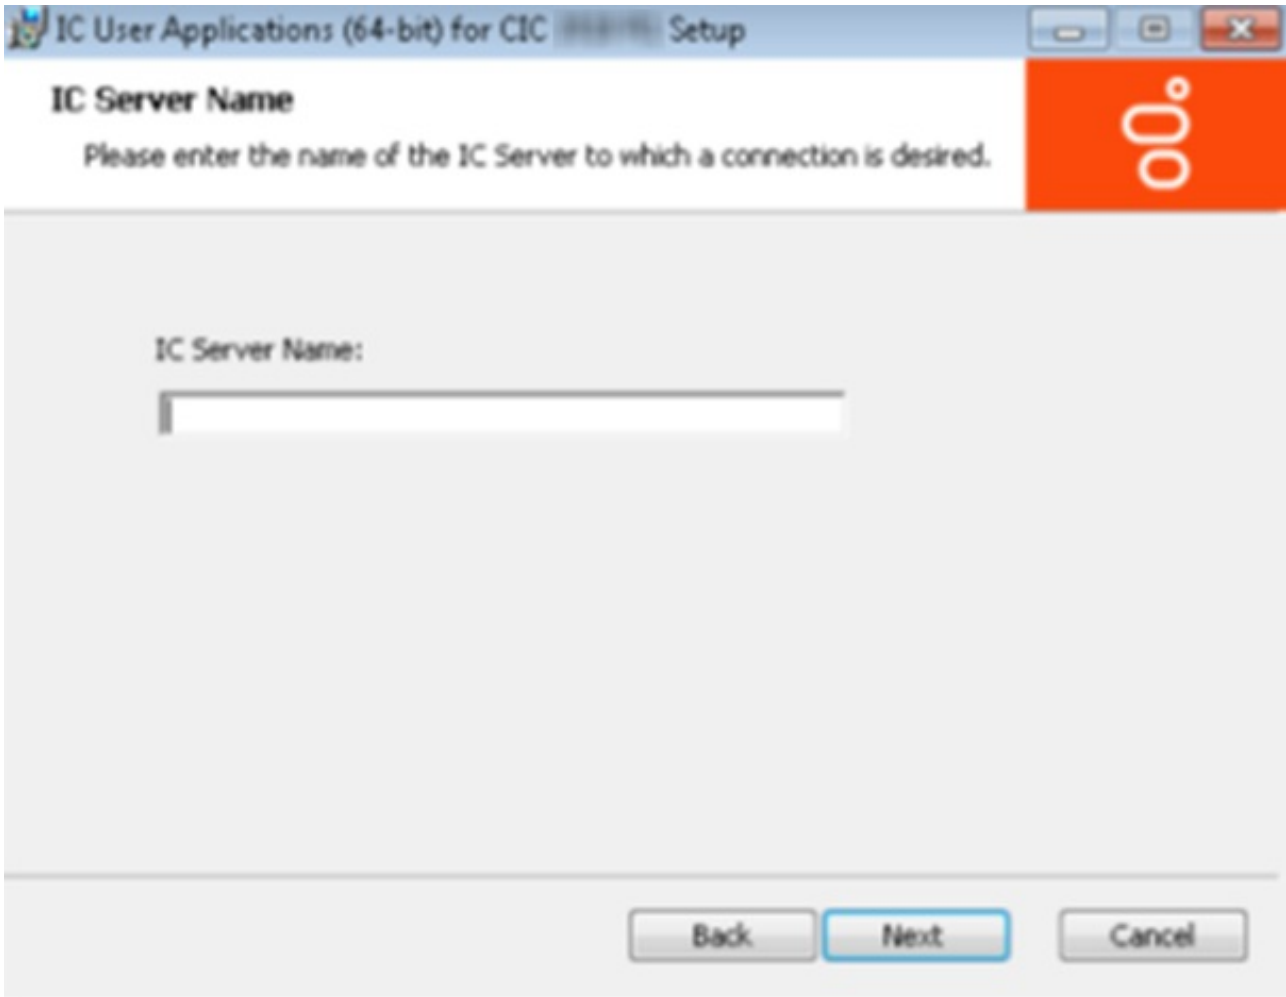 IC User Applications (64-bit) for CIC Setup
IC Server Name
Please enter the name of the IC Server to which a connection is desired.
IC Server Name:
Back Next Cancel